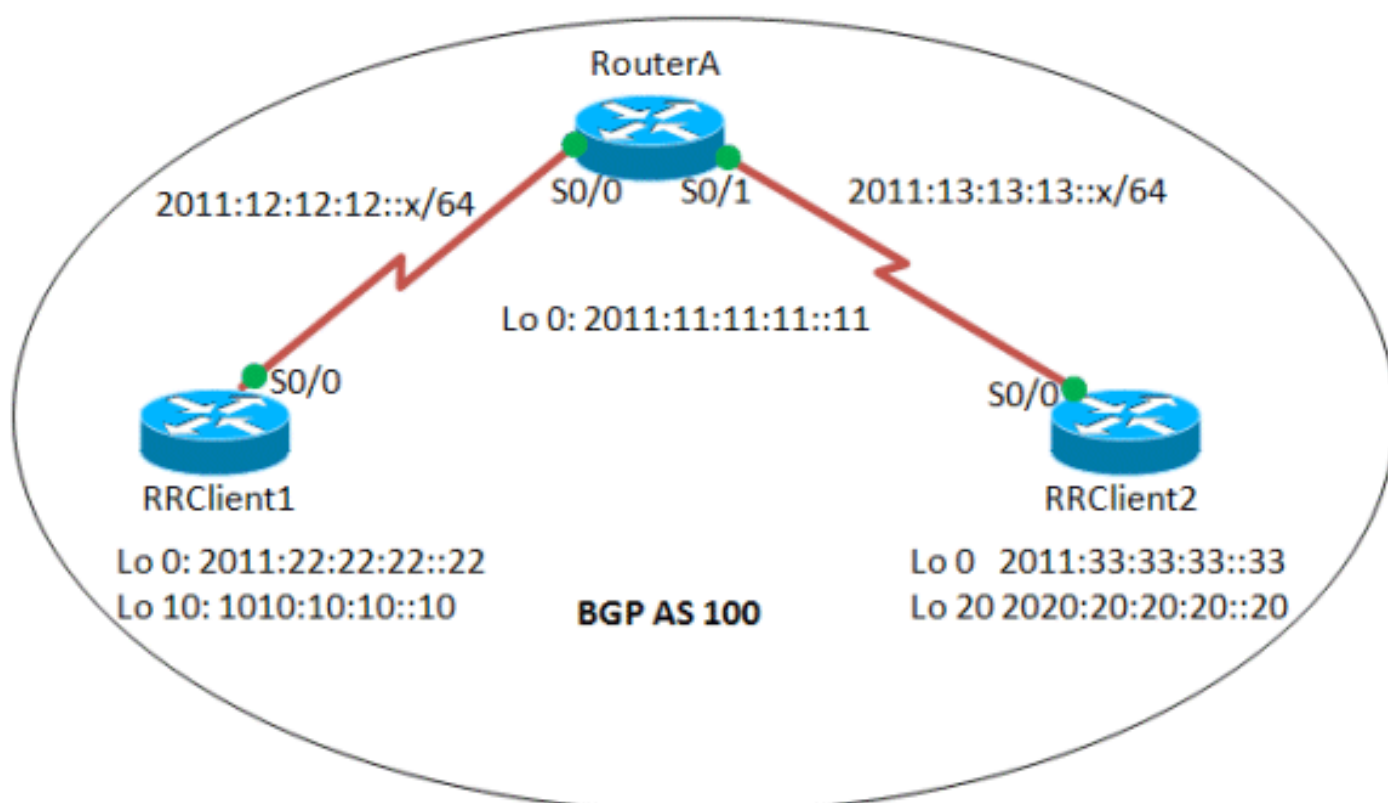 RouterA
2011:12:12:12::x/64
S0/0
S0/1
2011:13:13:13::x/64
Lo 0: 2011:11:11:11::11
S0/0
S0/0
RRClient1
RRClient2
Lo 0: 2011:22:22:22::22
Lo 0 2011:33:33:33::33
Lo 10: 1010:10:10::10
BGP AS 100
Lo 20 2020:20:20:20::20